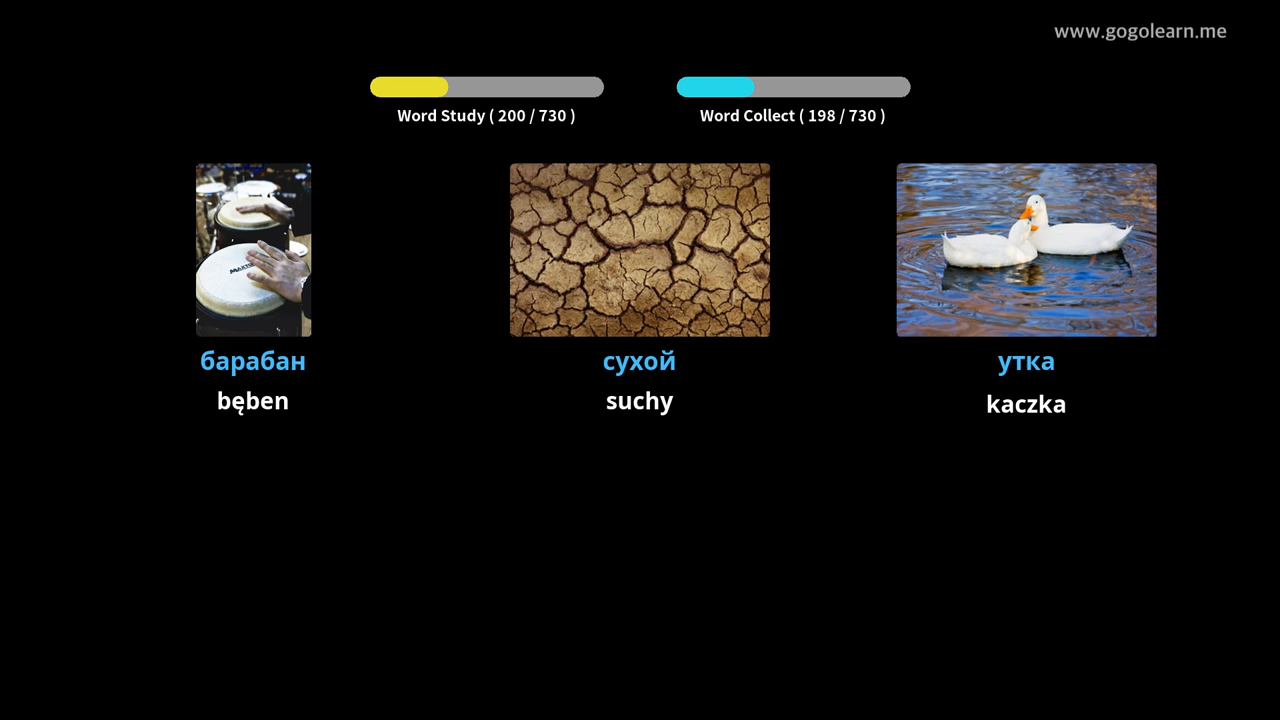 www.gogolearn.me
Word Study ( 200 / 730 )
Word Collect ( 198 / 730 )
барабан
bęben
сухой
suchy
утка
kaczka